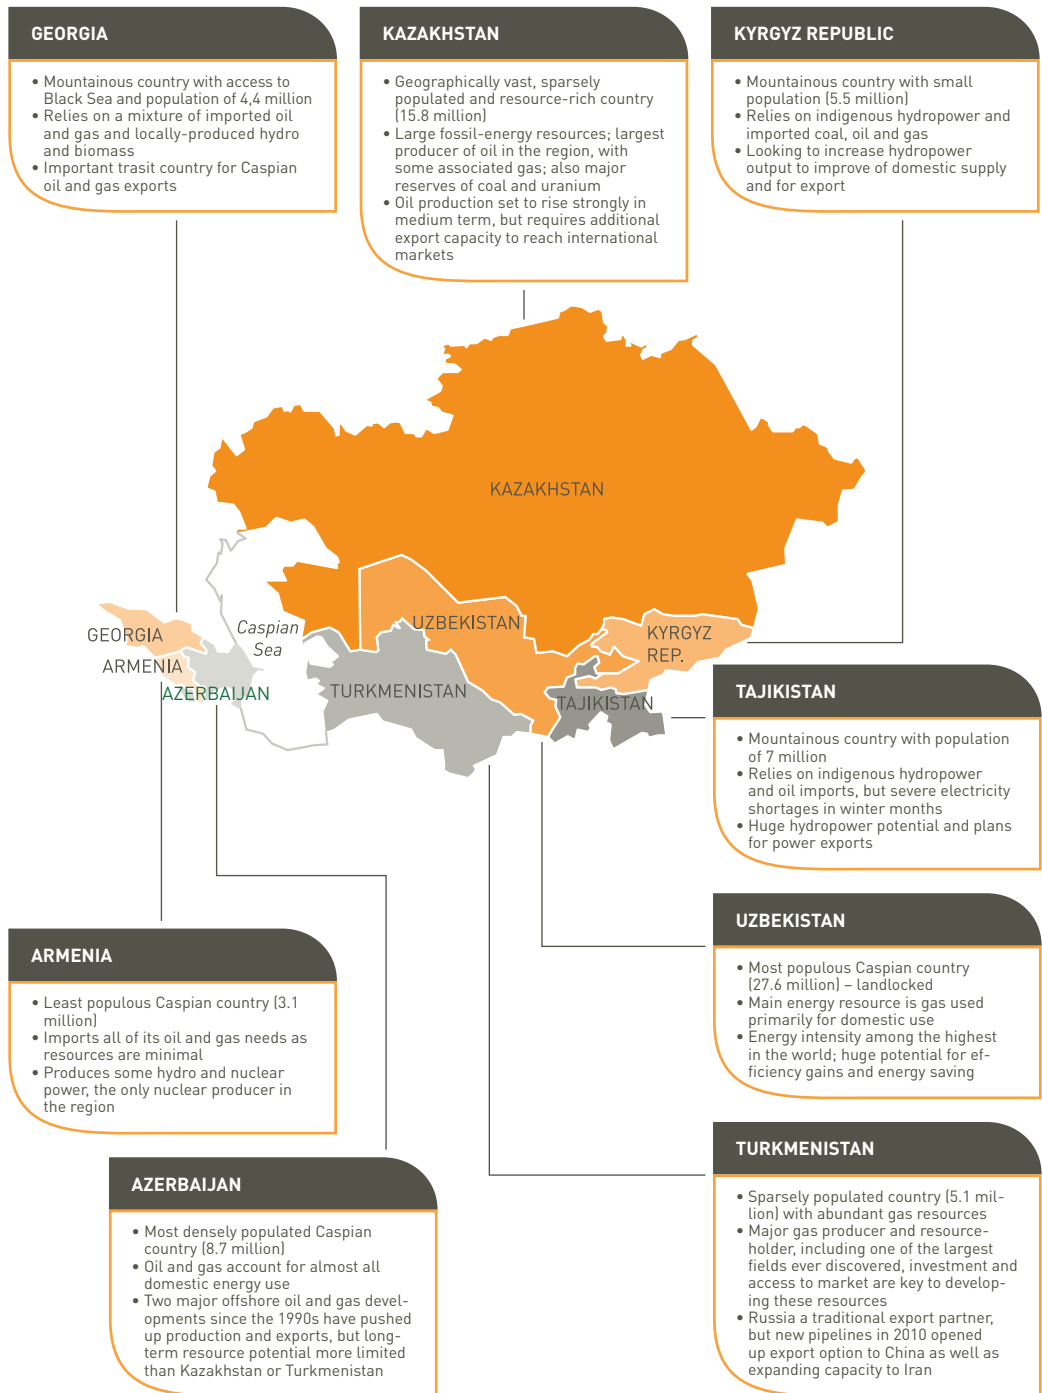 GEORGIA
• Mountainous country with access to
Black Sea and population of 4,4 million
• Relies on a mixture of imported oil
and gas and locally-produced hydro
and biomass
• Important trasit country for Caspian
oil and gas exports
KAZAKHSTAN
• Geographically vast, sparsely
populated and resource-rich country
(15.8 million)
• Large fossil-energy resources; largest
producer of oil in the region, with
some associated gas; also major
reserves of coal and uranium
• Oil production set to rise strongly in
medium term, but requires additional
export capacity to reach international
markets
KYRGYZ REPUBLIC
• Mountainous country with small
population (5.5 million)
• Relies on indigenous hydropower and
imported coal, oil and gas
• Looking to increase hydropower
output to improve of domestic supply
and for export
KAZAKHSTAN
GEORGIA
ARMENIA
AZERBAIJAN
Caspian
Sea
UZBEKISTAN
TURKMENISTAN
KYRGYZ
REP.
TAJIKISTAN
TAJIKISTAN
• Mountainous country with population
of 7 million
• Relies on indigenous hydropower
and oil imports, but severe electricity
shortages in winter months
• Huge hydropower potential and plans
for power exports
UZBEKISTAN
• Most populous Caspian country
(27.6 million) – landlocked
• Main energy resource is gas used
primarily for domestic use
• Energy intensity among the highest
in the world; huge potential for ef-
ficiency gains and energy saving
ARMENIA
• Least populous Caspian country (3.1
million)
• Imports all of its oil and gas needs as
resources are minimal
• Produces some hydro and nuclear
power, the only nuclear producer in
the region
AZERBAIJAN
• Most densely populated Caspian
country (8.7 million)
• Oil and gas account for almost all
domestic energy use
• Two major offshore oil and gas devel-
opments since the 1990s have pushed
up production and exports, but long-
term resource potential more limited
than Kazakhstan or Turkmenistan
TURKMENISTAN
• Sparsely populated country (5.1 mil-
lion) with abundant gas resources
• Major gas producer and resource-
holder, including one of the largest
fields ever discovered, investment and
access to market are key to develop-
ing these resources
• Russia a traditional export partner,
but new pipelines in 2010 opened
up export option to China as well as
expanding capacity to Iran